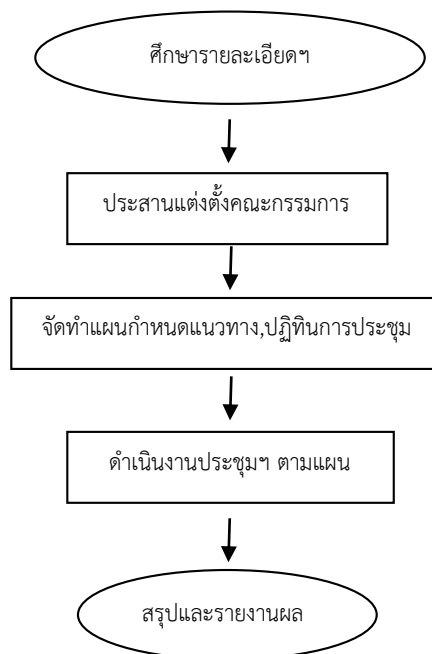 ศึกษารายละเอียดฯ
ประสานแต่งตั้งคณะกรรมการ
จัดทำแผนกำหนดแนวทาง,ปฏิทินการประชุม
ดำเนินงานประชุมฯ ตามแผน
สรุปและรายงานผล